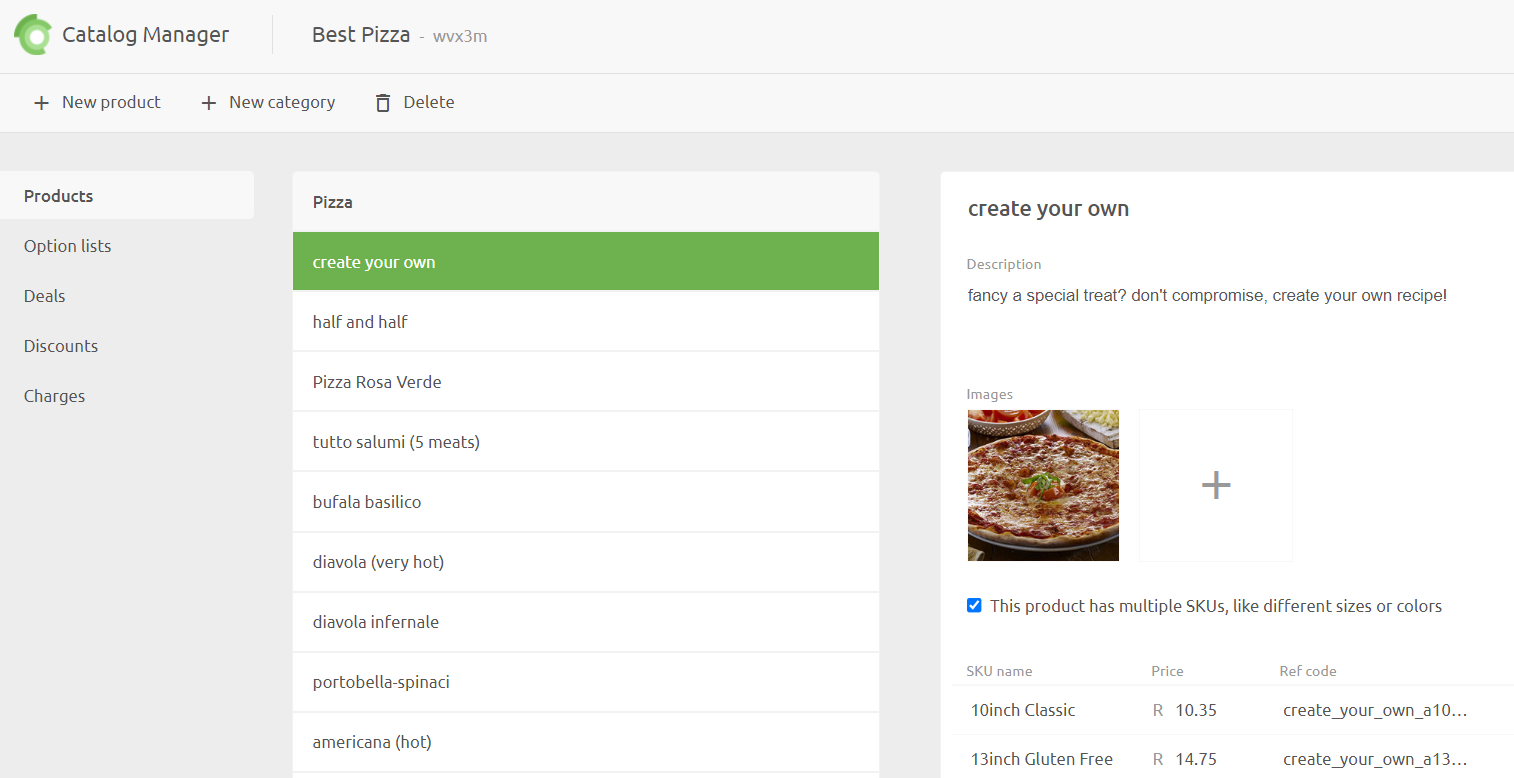 Catalog Manager
Best Pizza - wvx3m
New product
New category
Delete
Products
Option lists
Deals
Discounts
Charges
Pizza
create your own
half and half
Pizza Rosa Verde
tutto salumi (5 meats)
bufala basilico
diavola (very hot)
diavola infernale
portobella-spinaci
americana (hot)
create your own
Description
fancy a special treat? don't compromise, create your own recipe!
Images
This product has multiple SKUs, like different sizes or colors
SKU name Price Ref code
10inch Classic R 10.35 create_your_own_a10…
13inch Gluten Free R 14.75 create_your_own_a13…